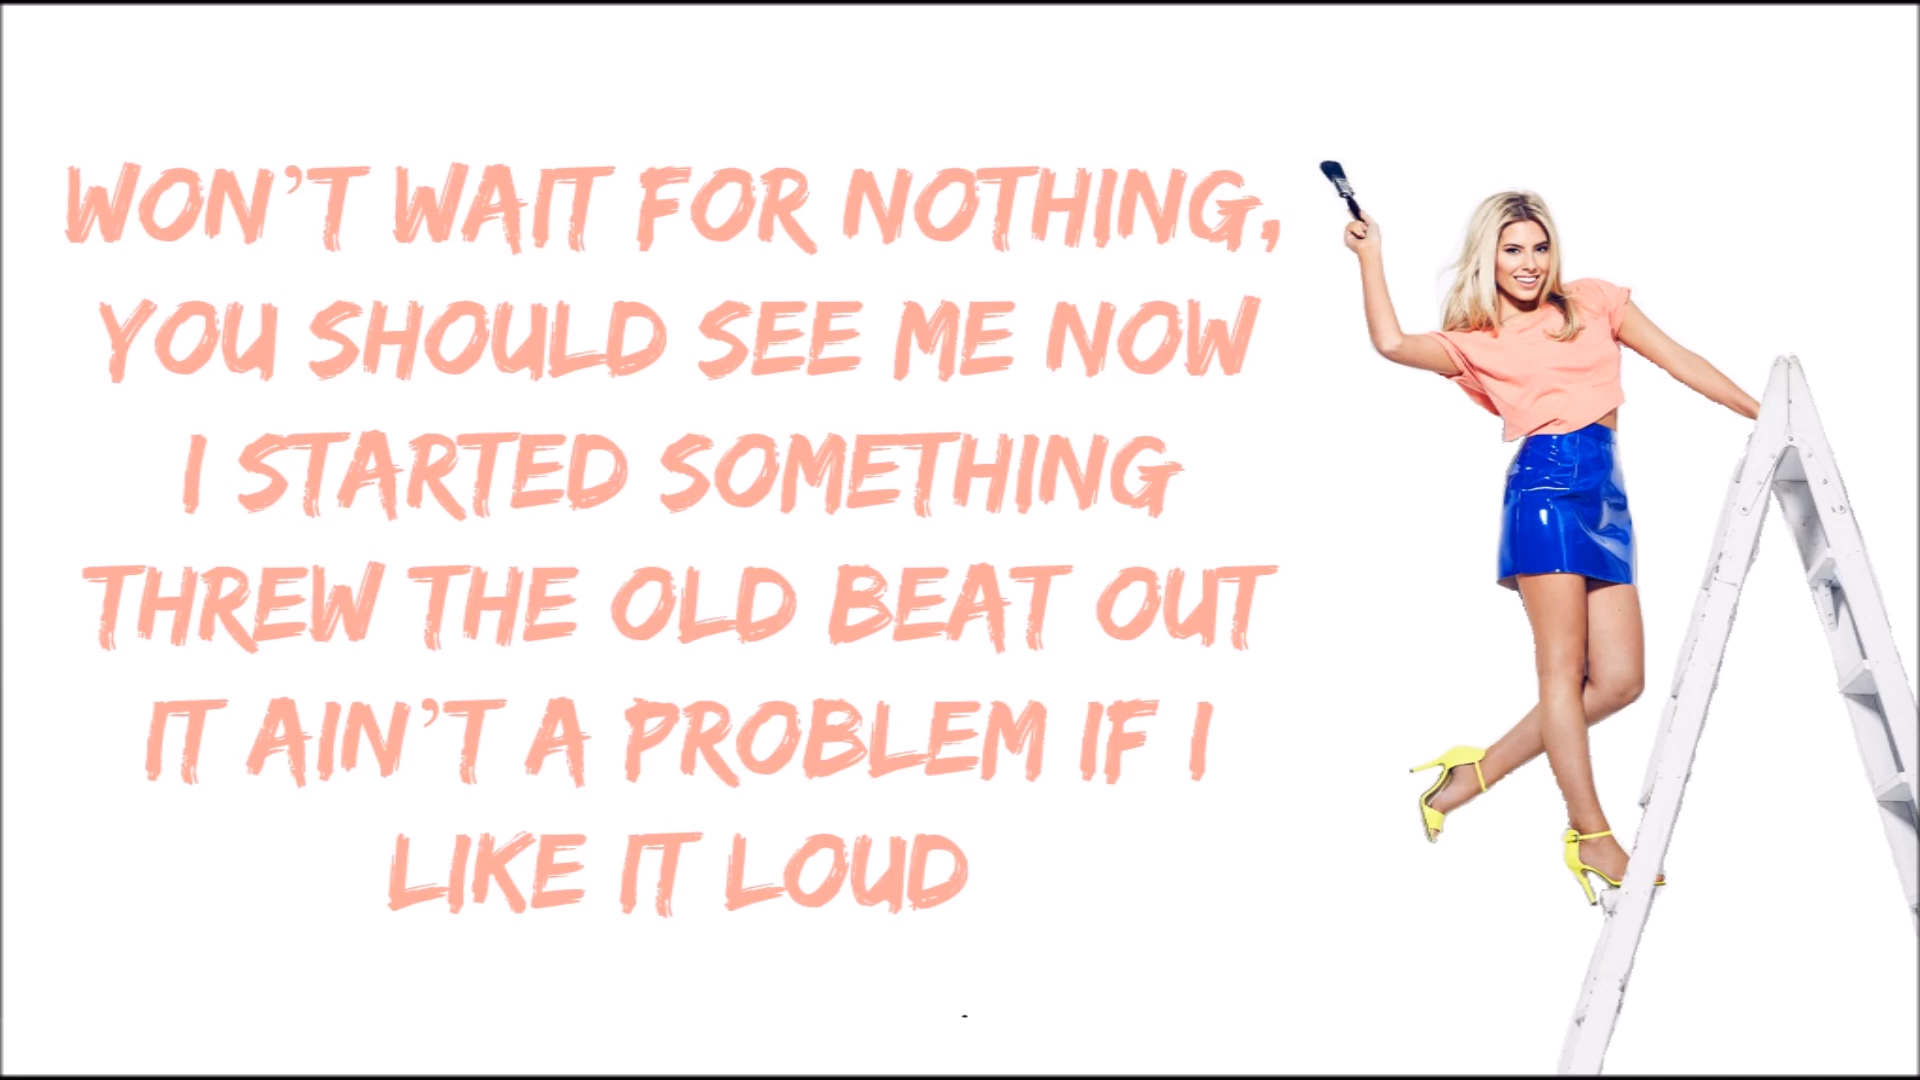 WON'T WAIT FOR NOTHING,
YOU SHOULD SEE ME NOW
I STARTED SOMETHING
THREW THE OLD BEAT OUT
IT AIN'T A PROBLEM IF I
LIKE IT LOUD